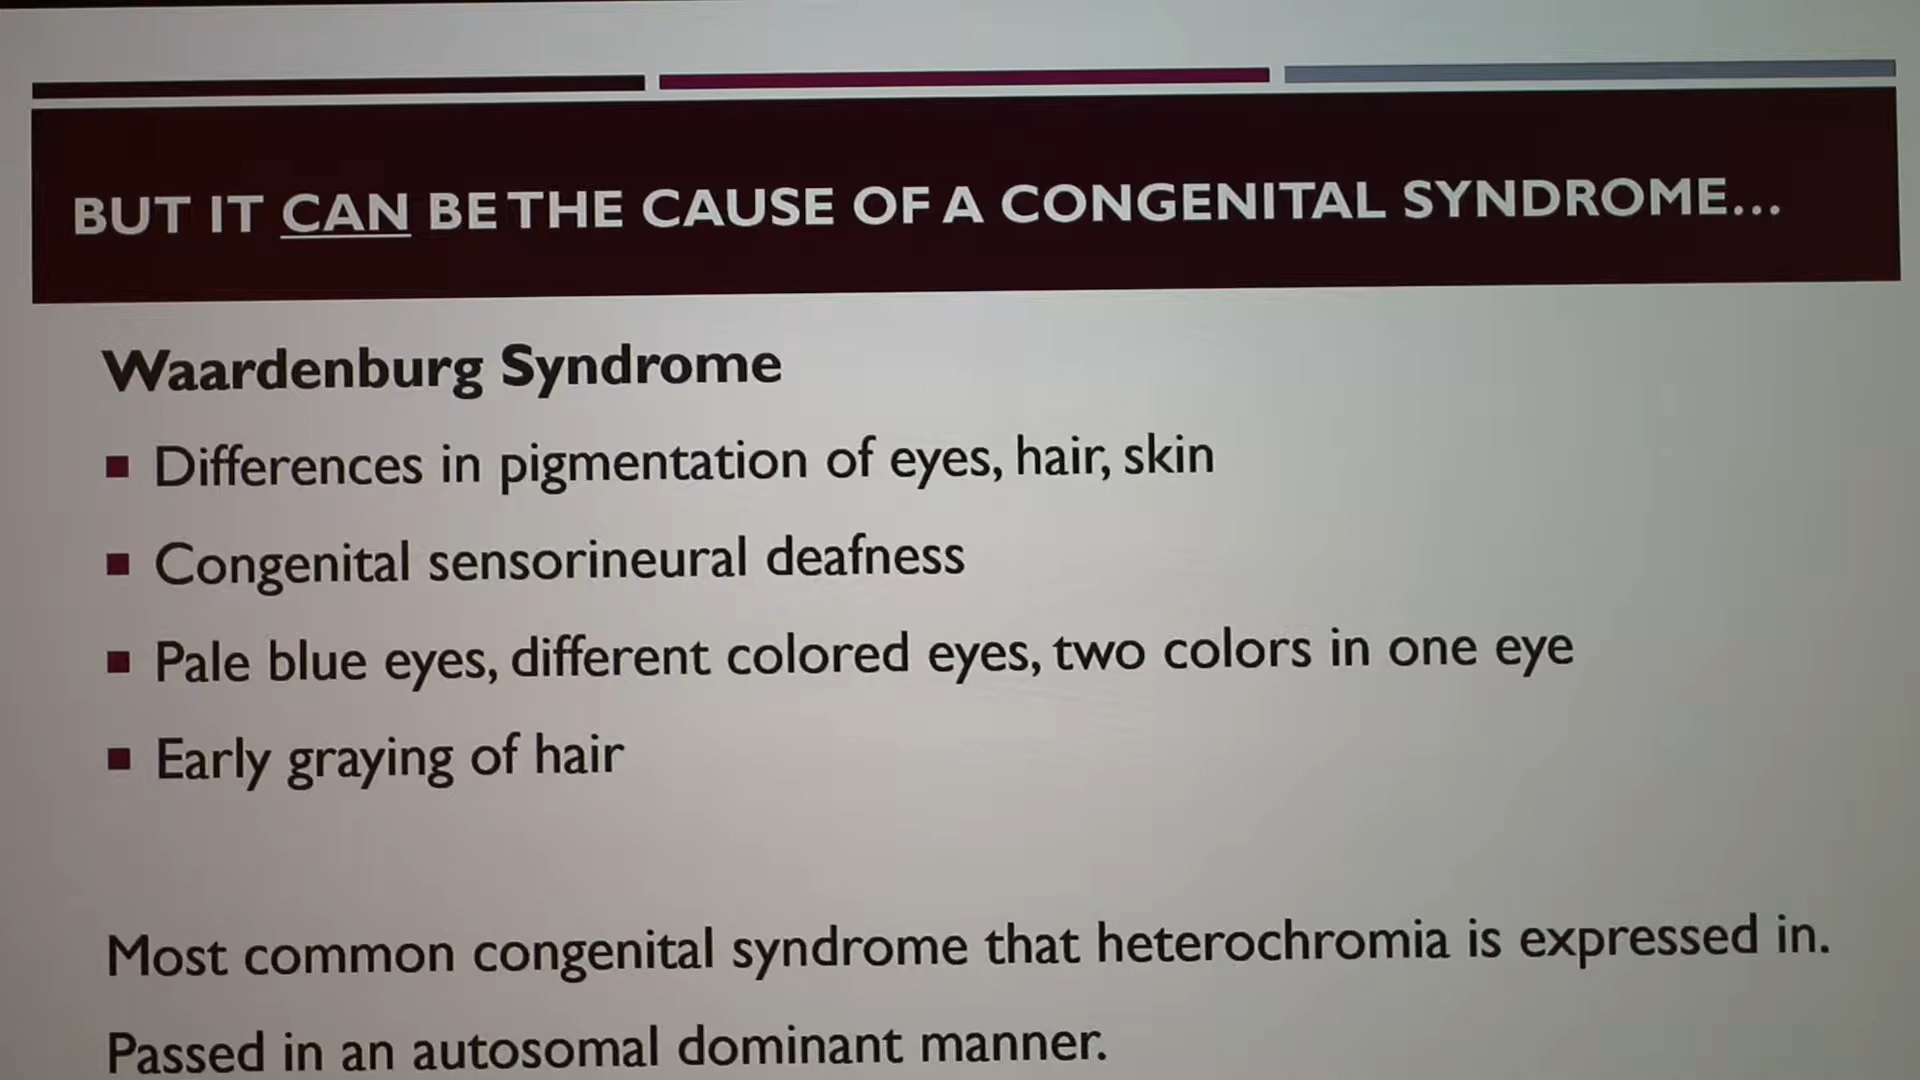 BUT IT CAN BE THE CAUSE OF A CONGENITAL SYNDROME...
Waardenburg Syndrome
Differences in pigmentation of eyes, hair, skin
Congenital sensorineural deafness
Pale blue eyes, different colored eyes, two colors in one eye
Early graying of hair
Most common congenital syndrome that heterochromia is expressed in.
Passed in an autosomal dominant manner.